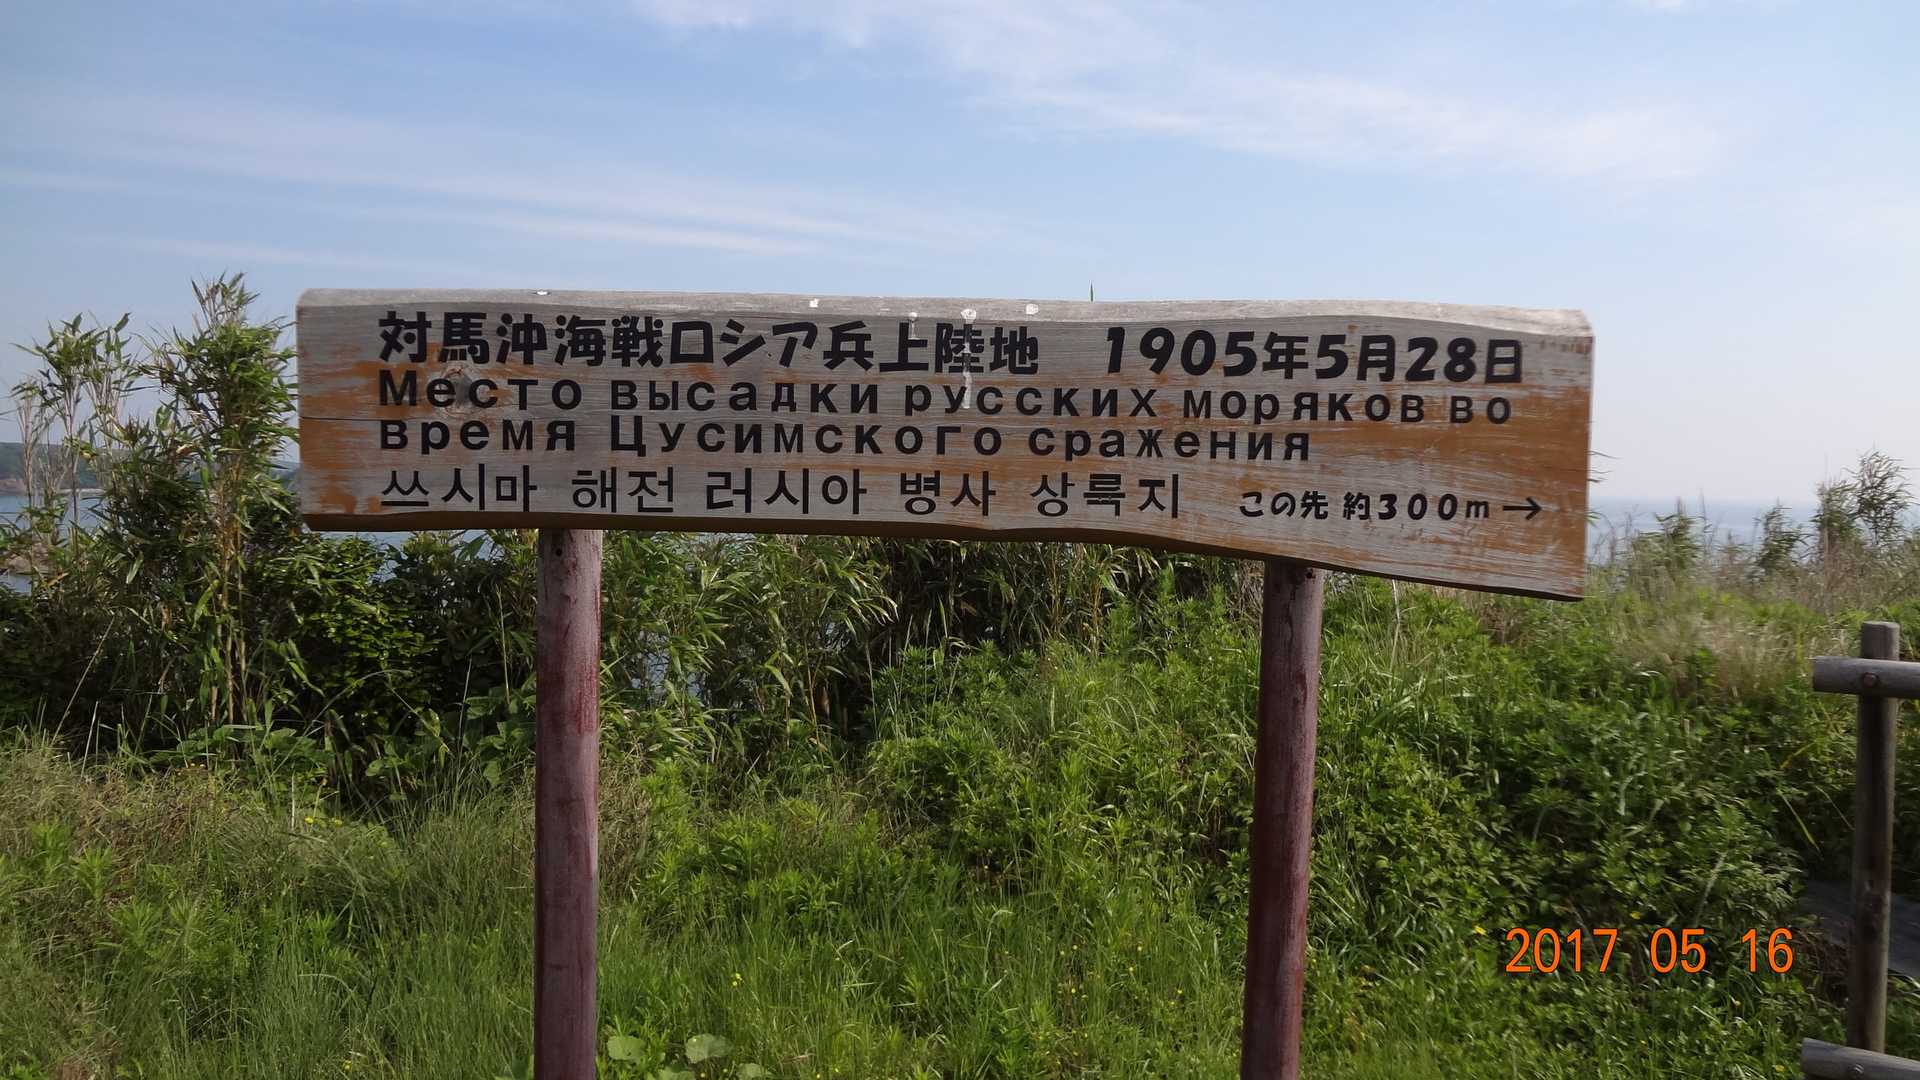 対馬沖海戦ロシア兵上陸地 1905年5月28日
Место высадки русских моряков во
время Цусимского сражения
쓰시마 해전 러시아 병사 상륙지 この先 約300m→
2017 05 16